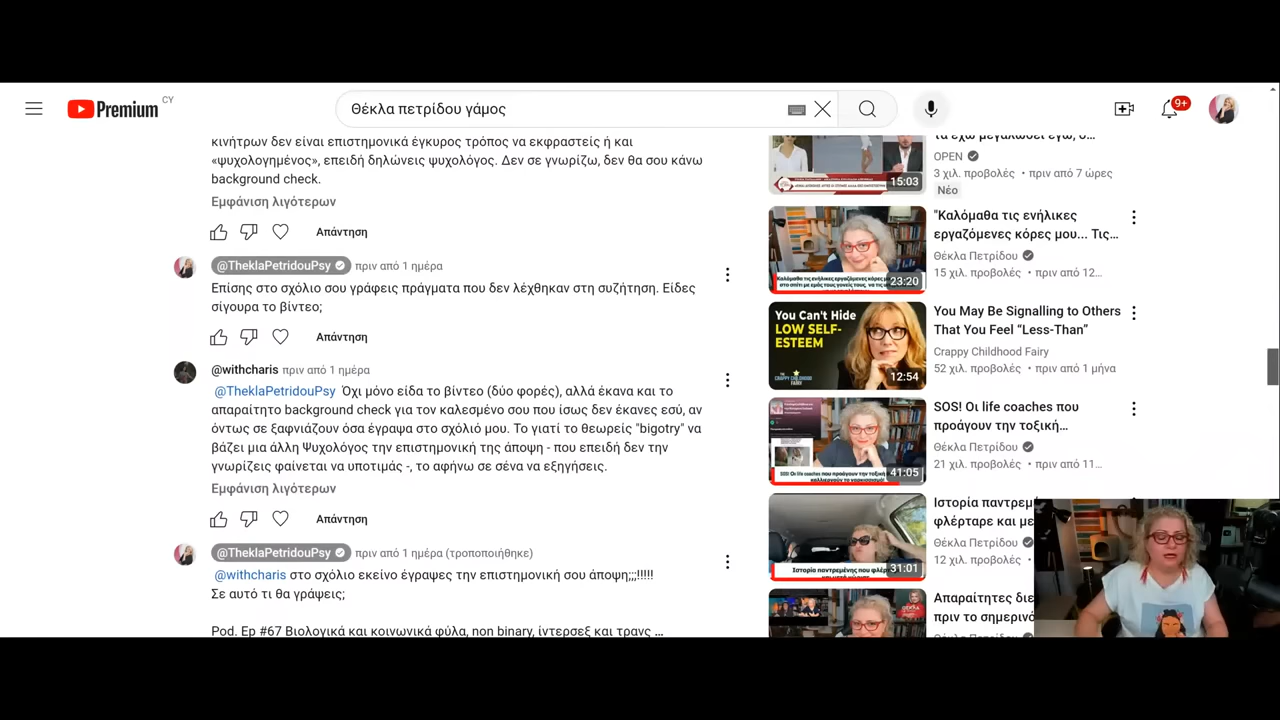 Premium
CY
Θέκλα πετρίδου γάμος
9+
κινήτρων δεν είναι επιστημονικά έγκυρος τρόπος να εκφραστείς ή και
«ψυχολογημένος», επειδή δηλώνεις ψυχολόγος. Δεν σε γνωρίζω, δεν θα σου κάνω
background check.
Εμφάνιση λιγότερων
Απάντηση
@TheklaPetridouPsy πριν από 1 ημέρα
Επίσης στο σχόλιο σου γράφεις πράγματα που δεν λέχθηκαν στη συζήτηση. Είδες
σίγουρα το βίντεο;
Απάντηση
@withcharis πριν από 1 ημέρα
@TheklaPetridouPsy Όχι μόνο είδα το βίντεο (δύο φορές), αλλά έκανα και το
απαραίτητο background check για τον καλεσμένο σου που ίσως δεν έκανες εσύ, αν
όντως σε ξαφνιάζουν όσα έγραψα στο σχόλιό μου. Το γιατί το θεωρείς "bigotry" να
βάζει μια άλλη Ψυχολόγος την επιστημονική της άποψη - που επειδή δεν την
γνωρίζεις φαίνεται να υποτιμάς -, το αφήνω σε σένα να εξηγήσεις.
Εμφάνιση λιγότερων
Απάντηση
@TheklaPetridouPsy πριν από 1 ημέρα (τροποποιήθηκε)
@withcharis στο σχόλιο εκείνο έγραψες την επιστημονική σου άποψη;;;!!!!!
Σε αυτό τι θα γράψεις;
Pod. Ep #67 Βιολογικά και κοινωνικά φύλα, non binary, ίντερσεξ και τρανς ...
τα έχω μεγαλώσει εγώ, ο...
OPEN
3 χιλ. προβολές • πριν από 7 ώρες
Νέο
15:03
"Καλόμαθα τις ενήλικες
εργαζόμενες κόρες μου... Τις...
Θέκλα Πετρίδου
15 χιλ. προβολές • πριν από 12...
23:20
You Can't Hide
LOW SELF-
ESTEEM
THE
CRAPPY CHILDHOOD
FAIRY
12:54
You May Be Signalling to Others
That You Feel “Less-Than”
Crappy Childhood Fairy
52 χιλ. προβολές • πριν από 1 μήνα
SOS! Οι life coaches που
προάγουν την τοξική...
Θέκλα Πετρίδου
21 χιλ. προβολές • πριν από 11...
41:05
Ιστορία παντρεμέ
φλέρταρε και με
Θέκλα Πετρίδου
12 χιλ. προβολές
31:01
Απαραίτητες διε
πριν το σημερινό